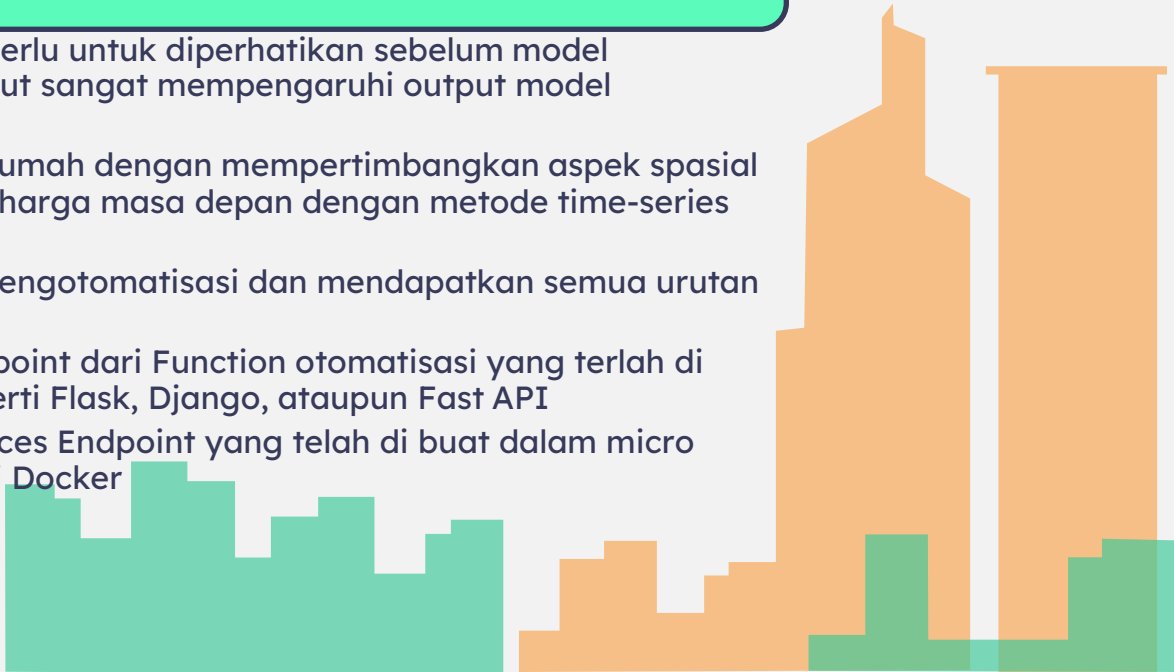 erlu untuk diperhatikan sebelum model
ut sangat mempengaruhi output model
umah dengan mempertimbangkan aspek spasial
harga masa depan dengan metode time-series
engotomatisasi dan mendapatkan semua urutan
point dari Function otomatisasi yang terlah di
erti Flask, Django, ataupun Fast API
ces Endpoint yang telah di buat dalam micro
Docker